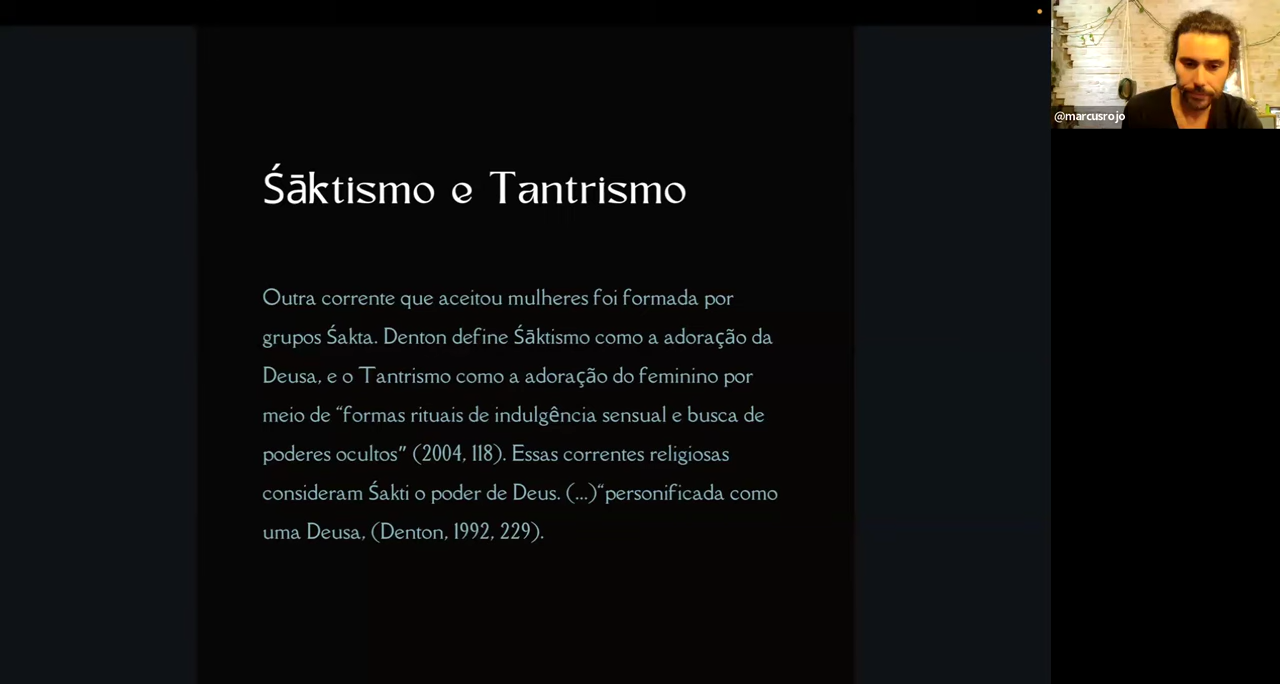 @marcusrojo
Śāktismo e Tantrismo
Outra corrente que aceitou mulheres foi formada por
grupos Śakta. Denton define Śāktismo como a adoração da
Deusa, e o Tantrismo como a adoração do feminino por
meio de “formas rituais de indulgência sensual e busca de
poderes ocultos" (2004, 118). Essas correntes religiosas
consideram Śakti o poder de Deus. (...)“personificada como
uma Deusa, (Denton, 1992, 229).